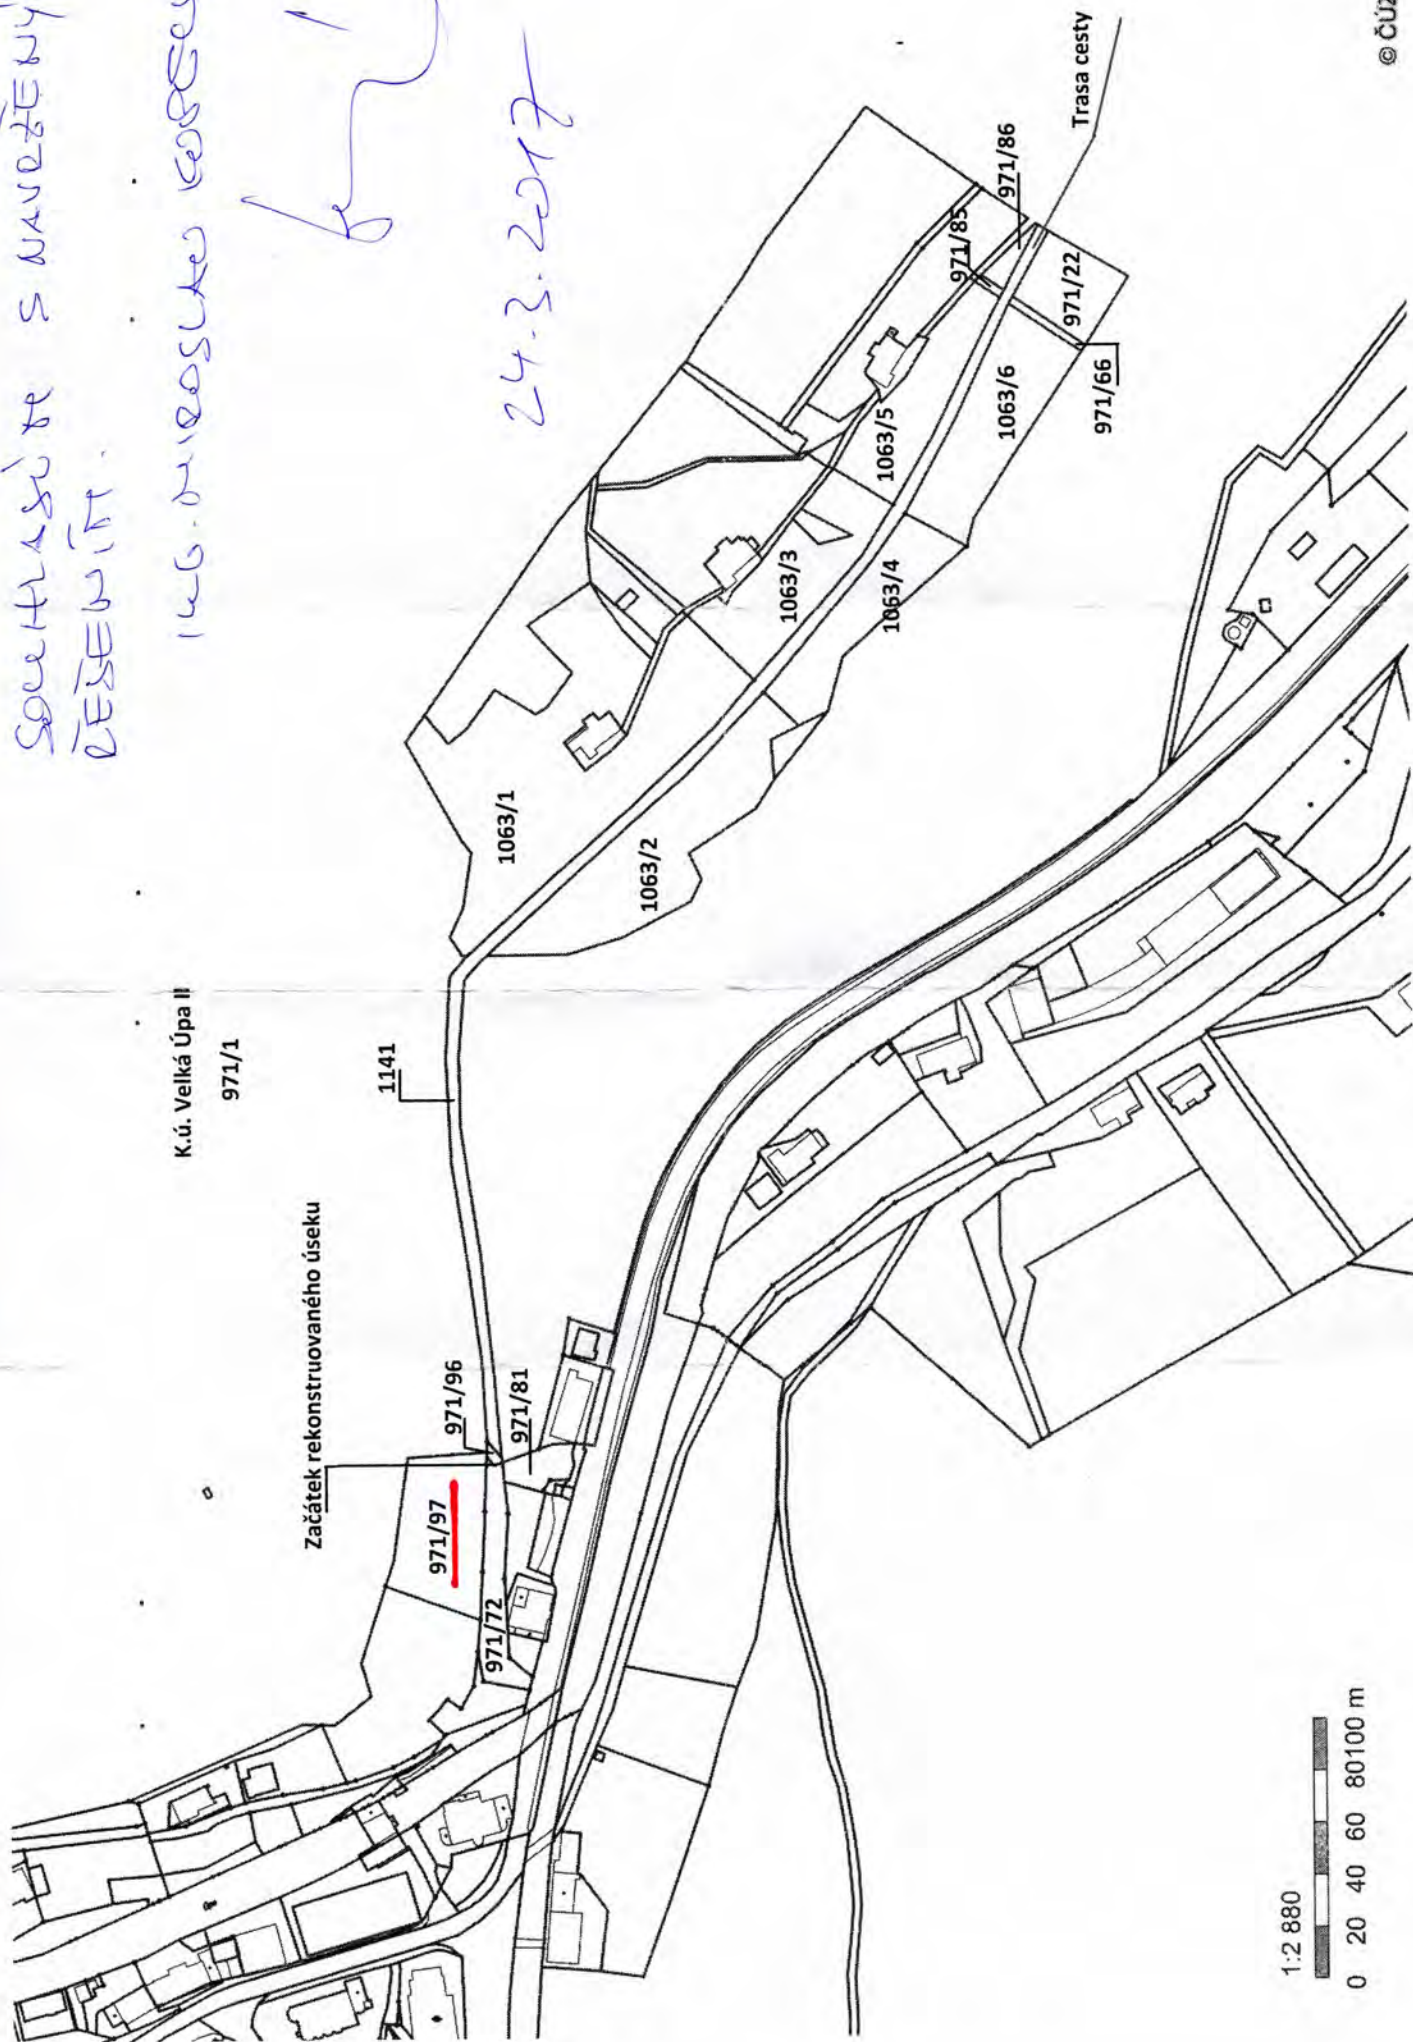 SOUHLASÍM S NAVRŽENÝ
ŘEŠENÍM.
ING. MIROSLAV
24.3.2017
K.ú. Velká Úpa II
971/1
1141
Začátek rekonstruovaného úseku
971/96
971/81
971/97
971/72
1063/1
1063/2
1063/3
1063/4
1063/5
1063/6
971/85
971/86
971/22
971/66
Trasa cesty
1:2 880
0 20 40 60 80100 m
© ČÚZ